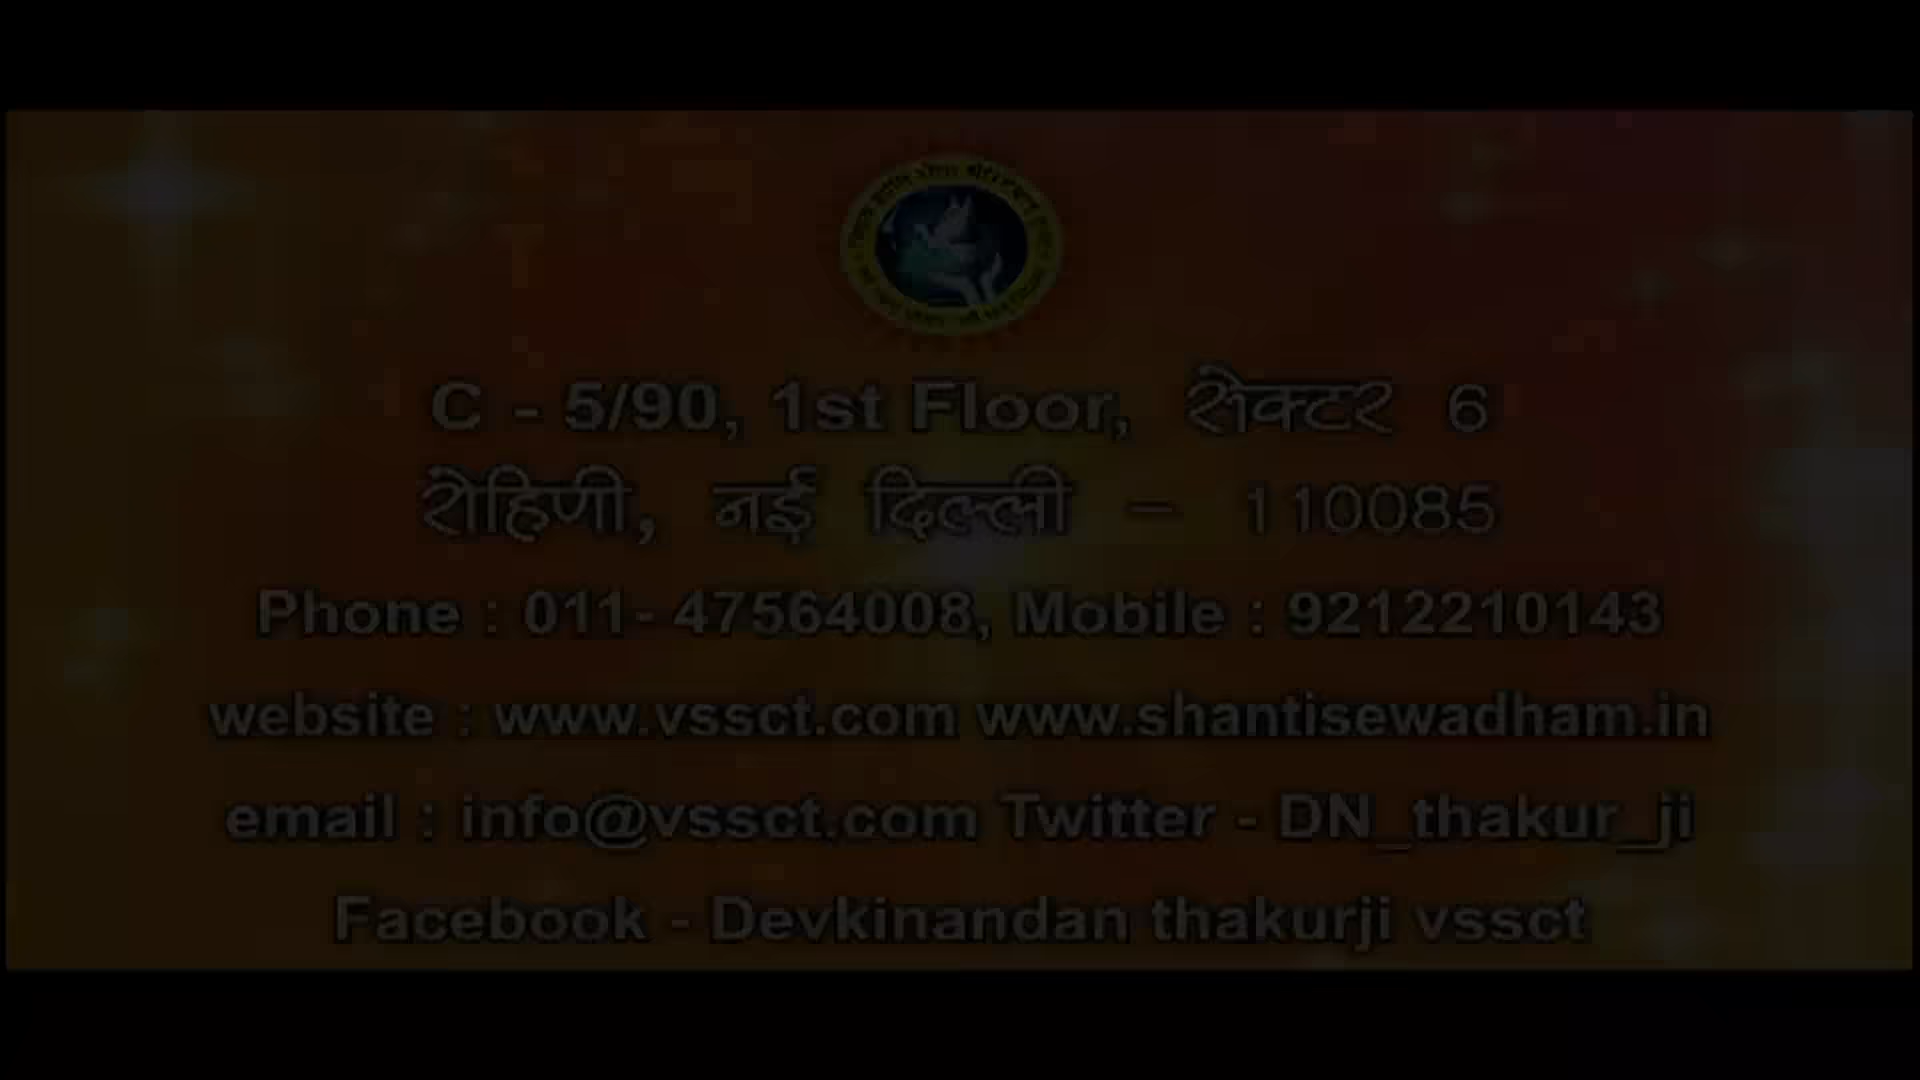 C - 5/90, 1st Floor, सेक्टर 6
रोहिणी, नई दिल्ली – 110085
Phone : 011- 47564008, Mobile : 9212210143
website : www.vssct.com www.shantisewadham.in
email : info@vssct.com Twitter - DN_thakur_ji
Facebook - Devkinandan thakurji vssct